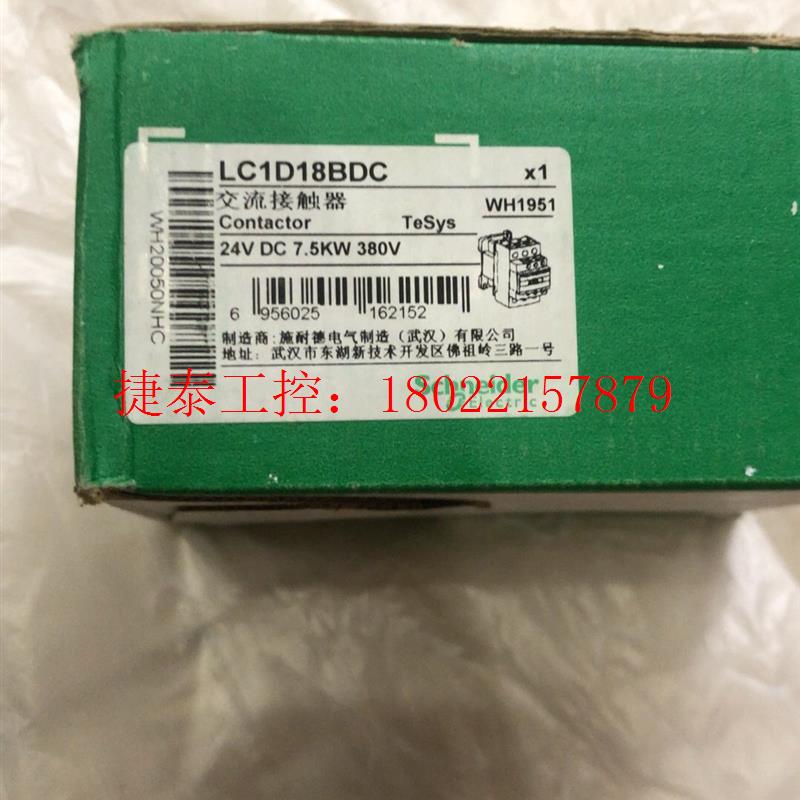 LC1D18BDC x1
交流接触器
Contactor TeSys WH1951
24V DC 7.5KW 380V
WH20050NHC
6 956025 162152
制造商：施耐德电气制造（武汉）有限公司
地址：武汉市东湖新技术开发区佛祖岭三路一号
Schneider
Electric
捷泰工控：18022157879